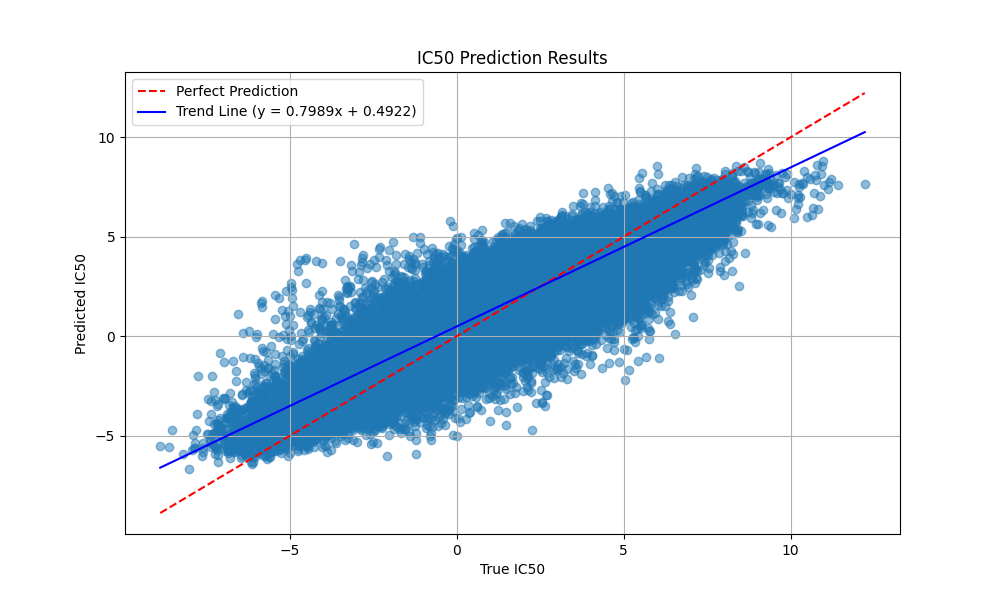 IC50 Prediction Results
Perfect Prediction
Trend Line (y = 0.7989x + 0.4922)
10
5
0
−5
Predicted IC50
−5 0 5 10
True IC50